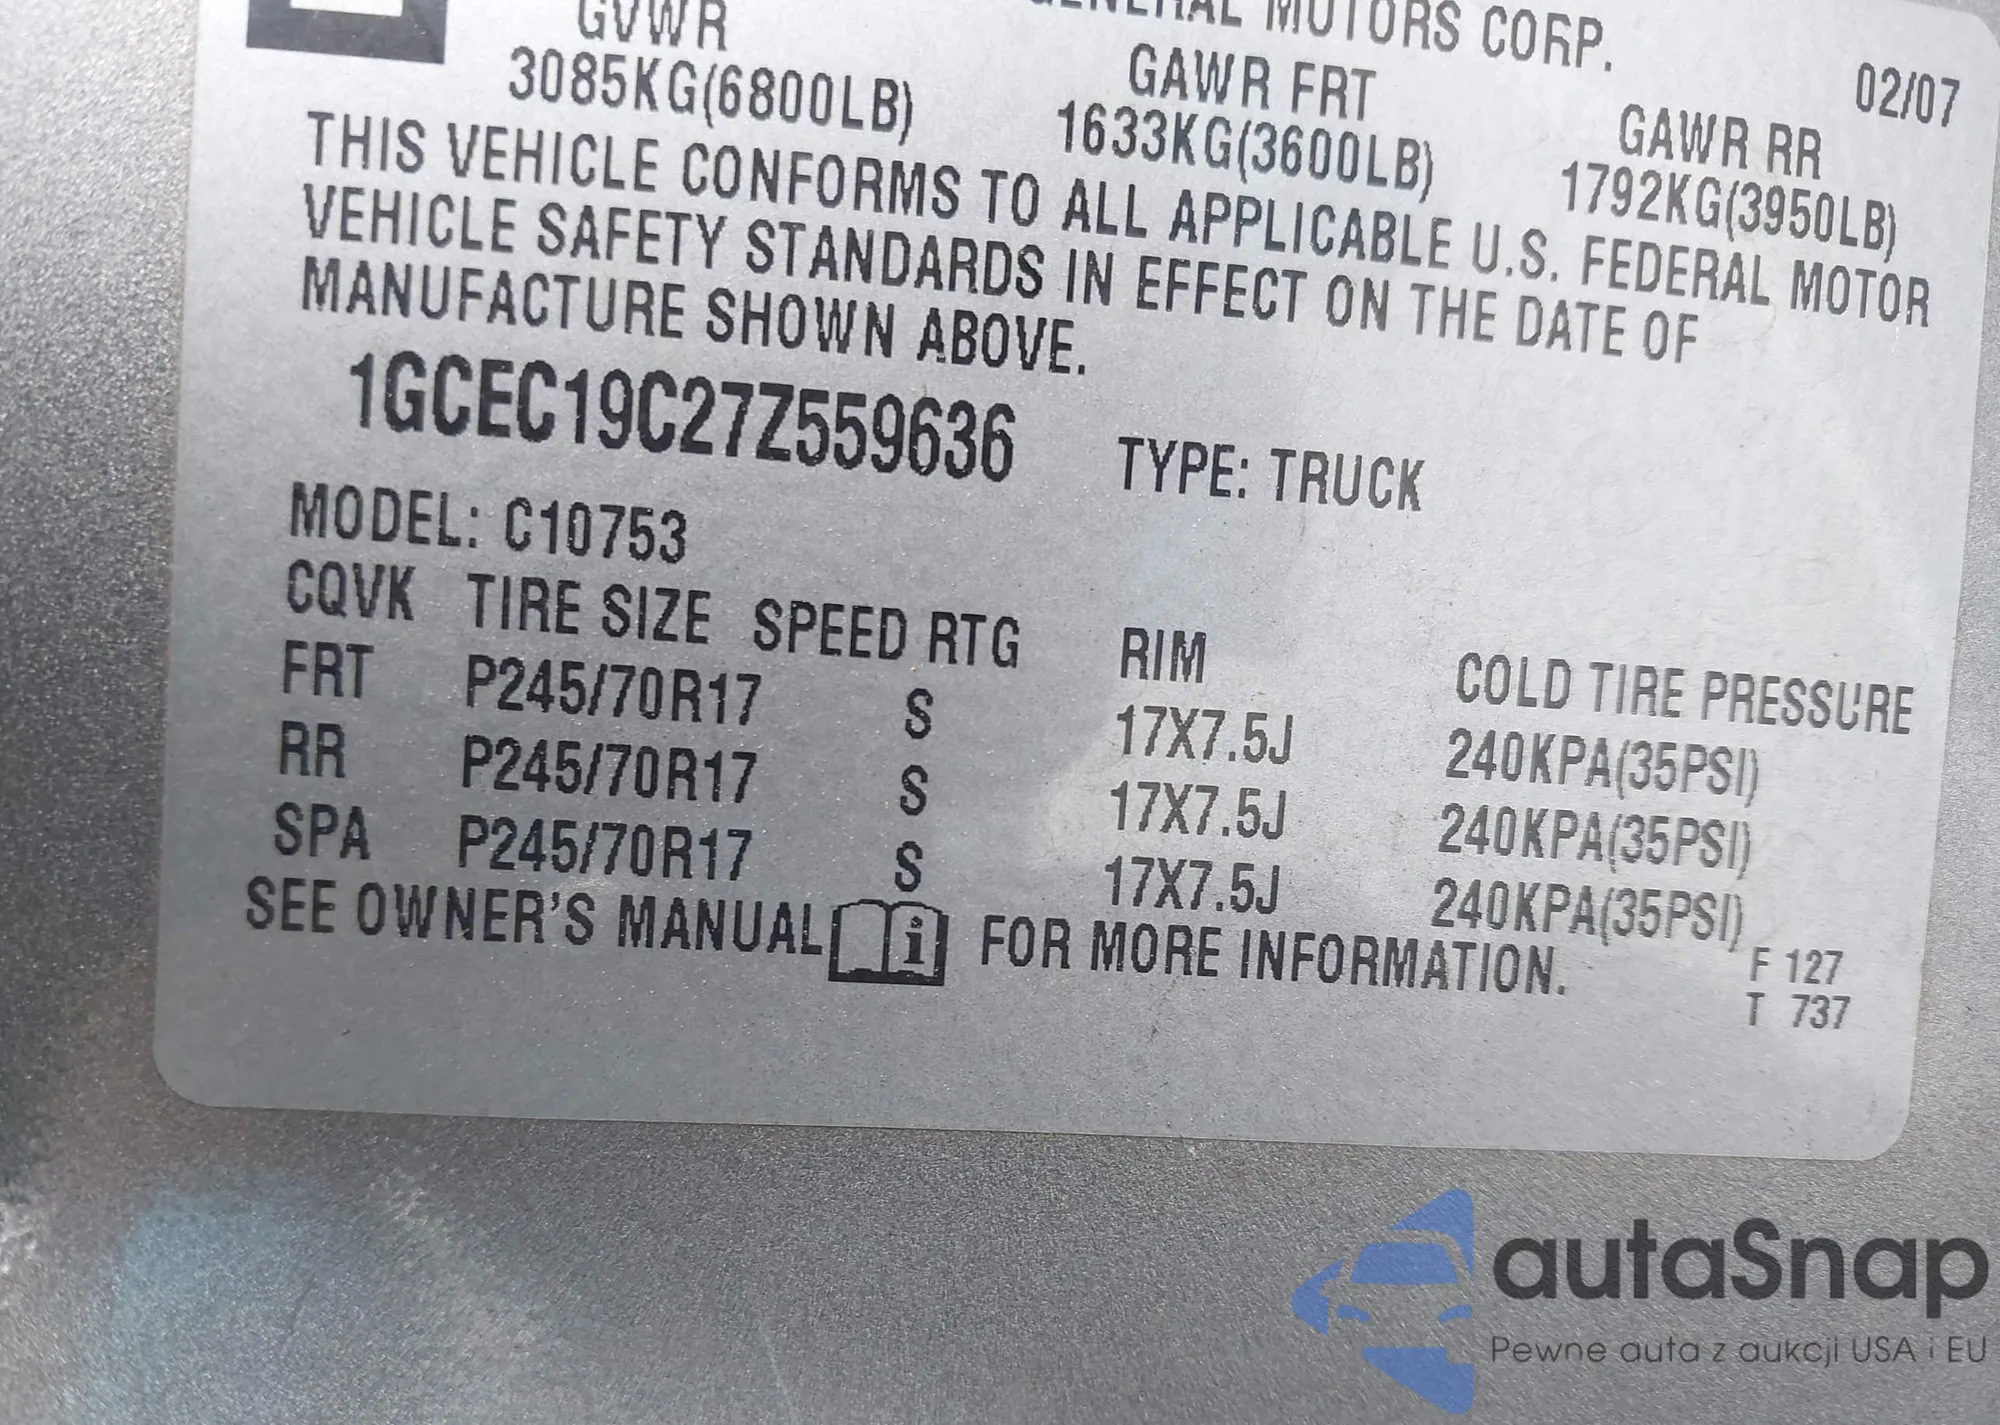 GENERAL MOTORS CORP.
02/07
GVWR
GAWR FRT
GAWR RR
3085KG(6800LB)
1633KG(3600LB)
1792KG(3950LB)
THIS VEHICLE CONFORMS TO ALL APPLICABLE U.S. FEDERAL MOTOR
VEHICLE SAFETY STANDARDS IN EFFECT ON THE DATE OF
MANUFACTURE SHOWN ABOVE.
1GCEC19C27Z559636 TYPE: TRUCK
MODEL: C10753
CQVK TIRE SIZE SPEED RTG RIM COLD TIRE PRESSURE
FRT P245/70R17 S 17X7.5J 240KPA(35PSI)
RR P245/70R17 S 17X7.5J 240KPA(35PSI)
SPA P245/70R17 S 17X7.5J 240KPA(35PSI)
SEE OWNER'S MANUAL i FOR MORE INFORMATION.
F 127
T 737
autaSnap
Pewne auta z aukcji USA i EU